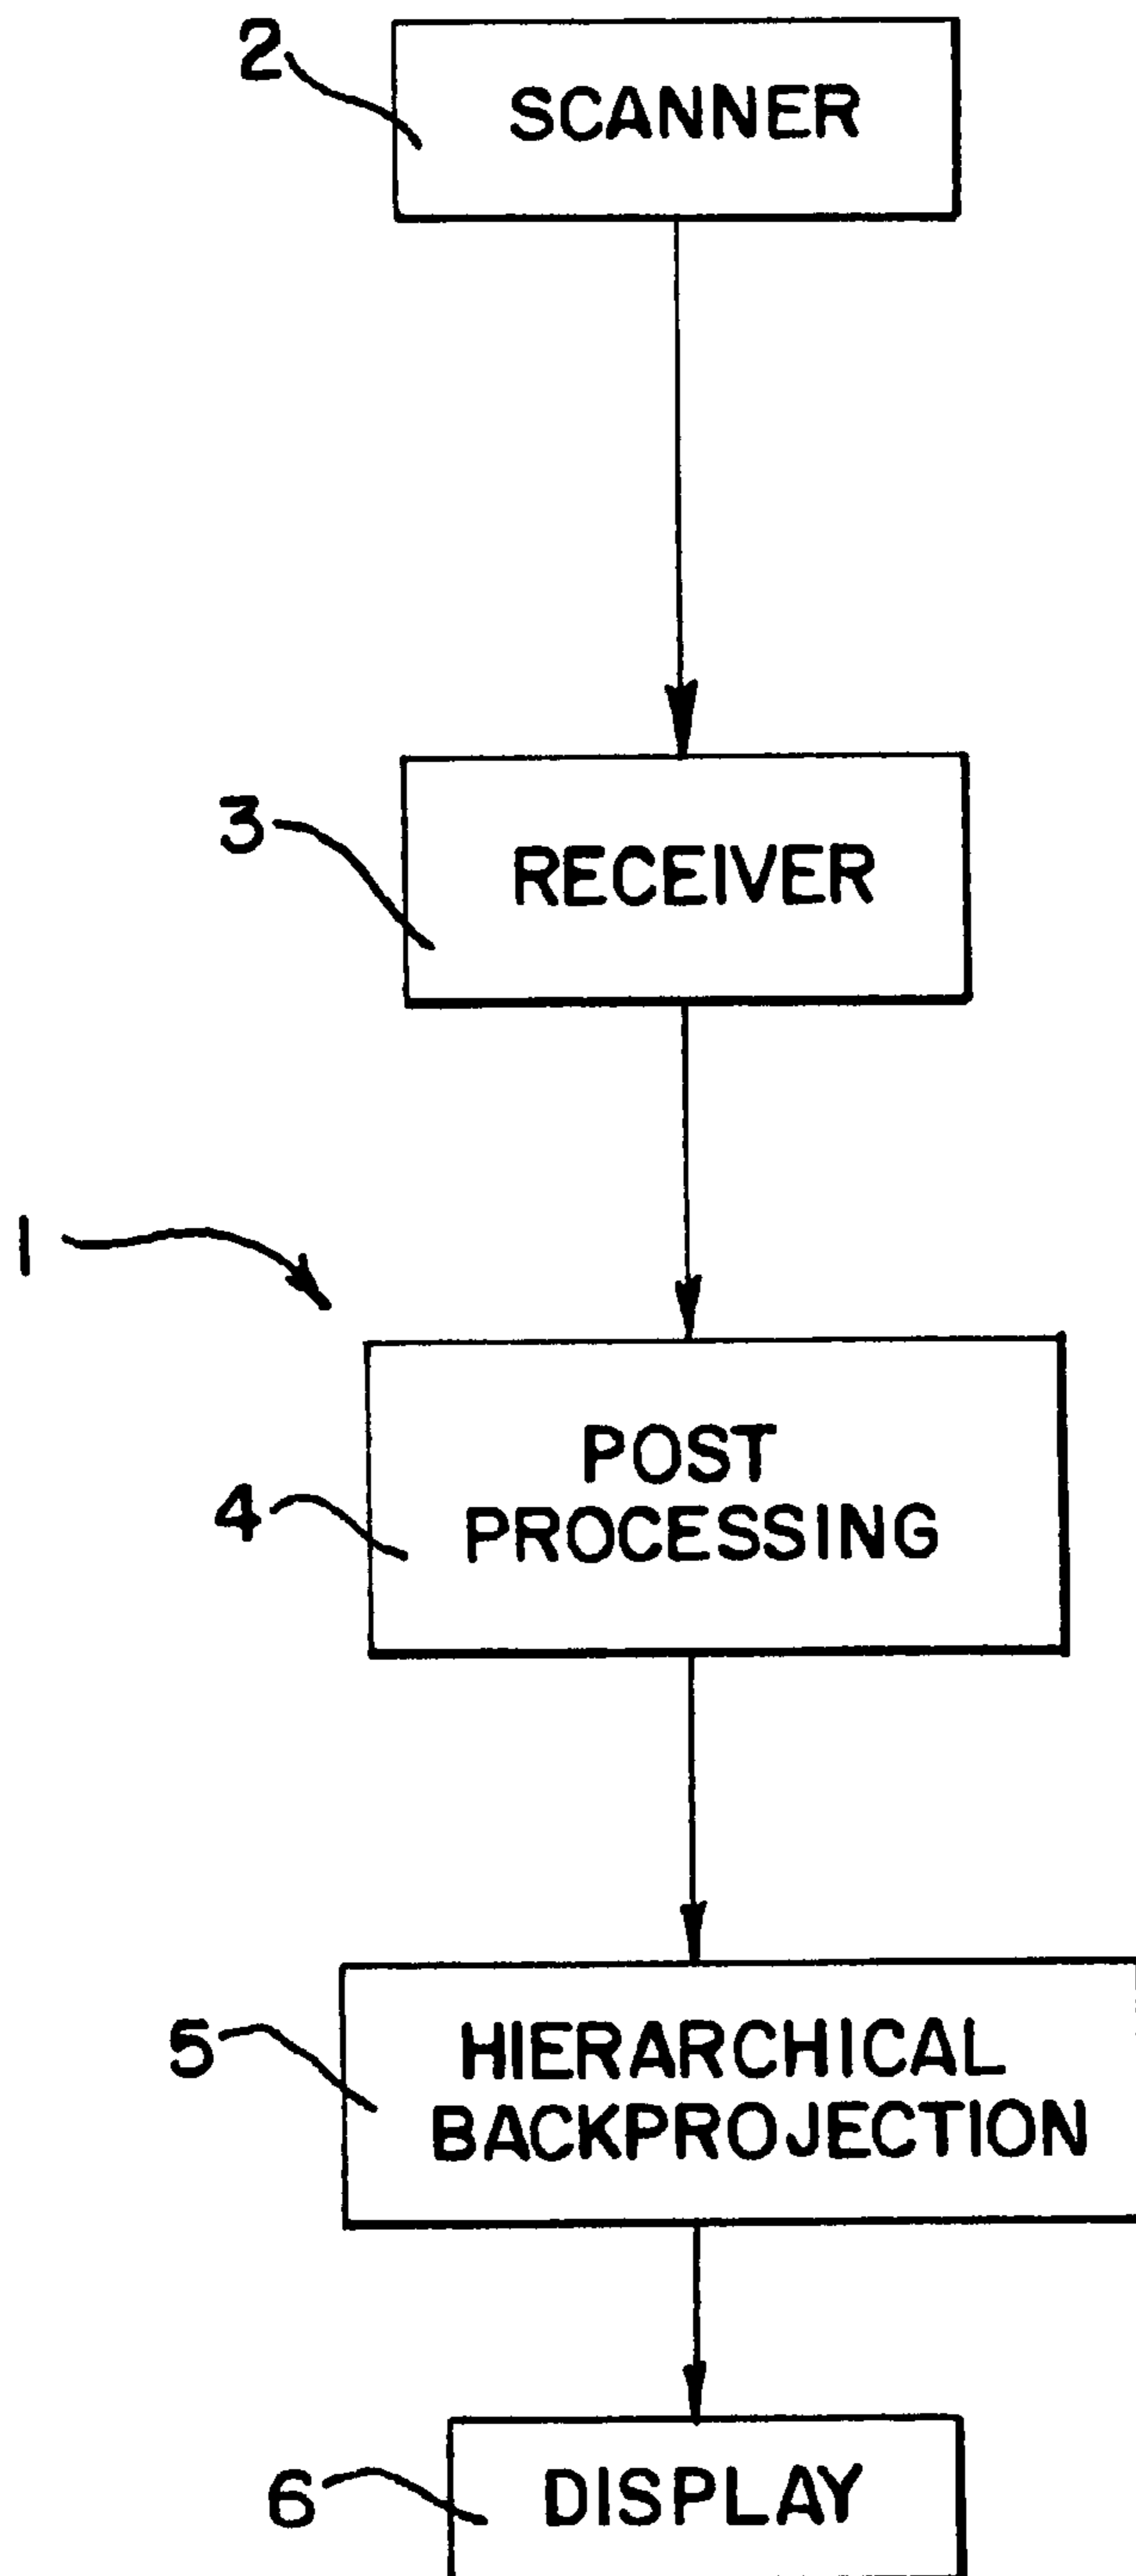 2
SCANNER
3
RECEIVER
1
POST
PROCESSING
4
HIERARCHICAL
5
BACKPROJECTION
6
DISPLAY